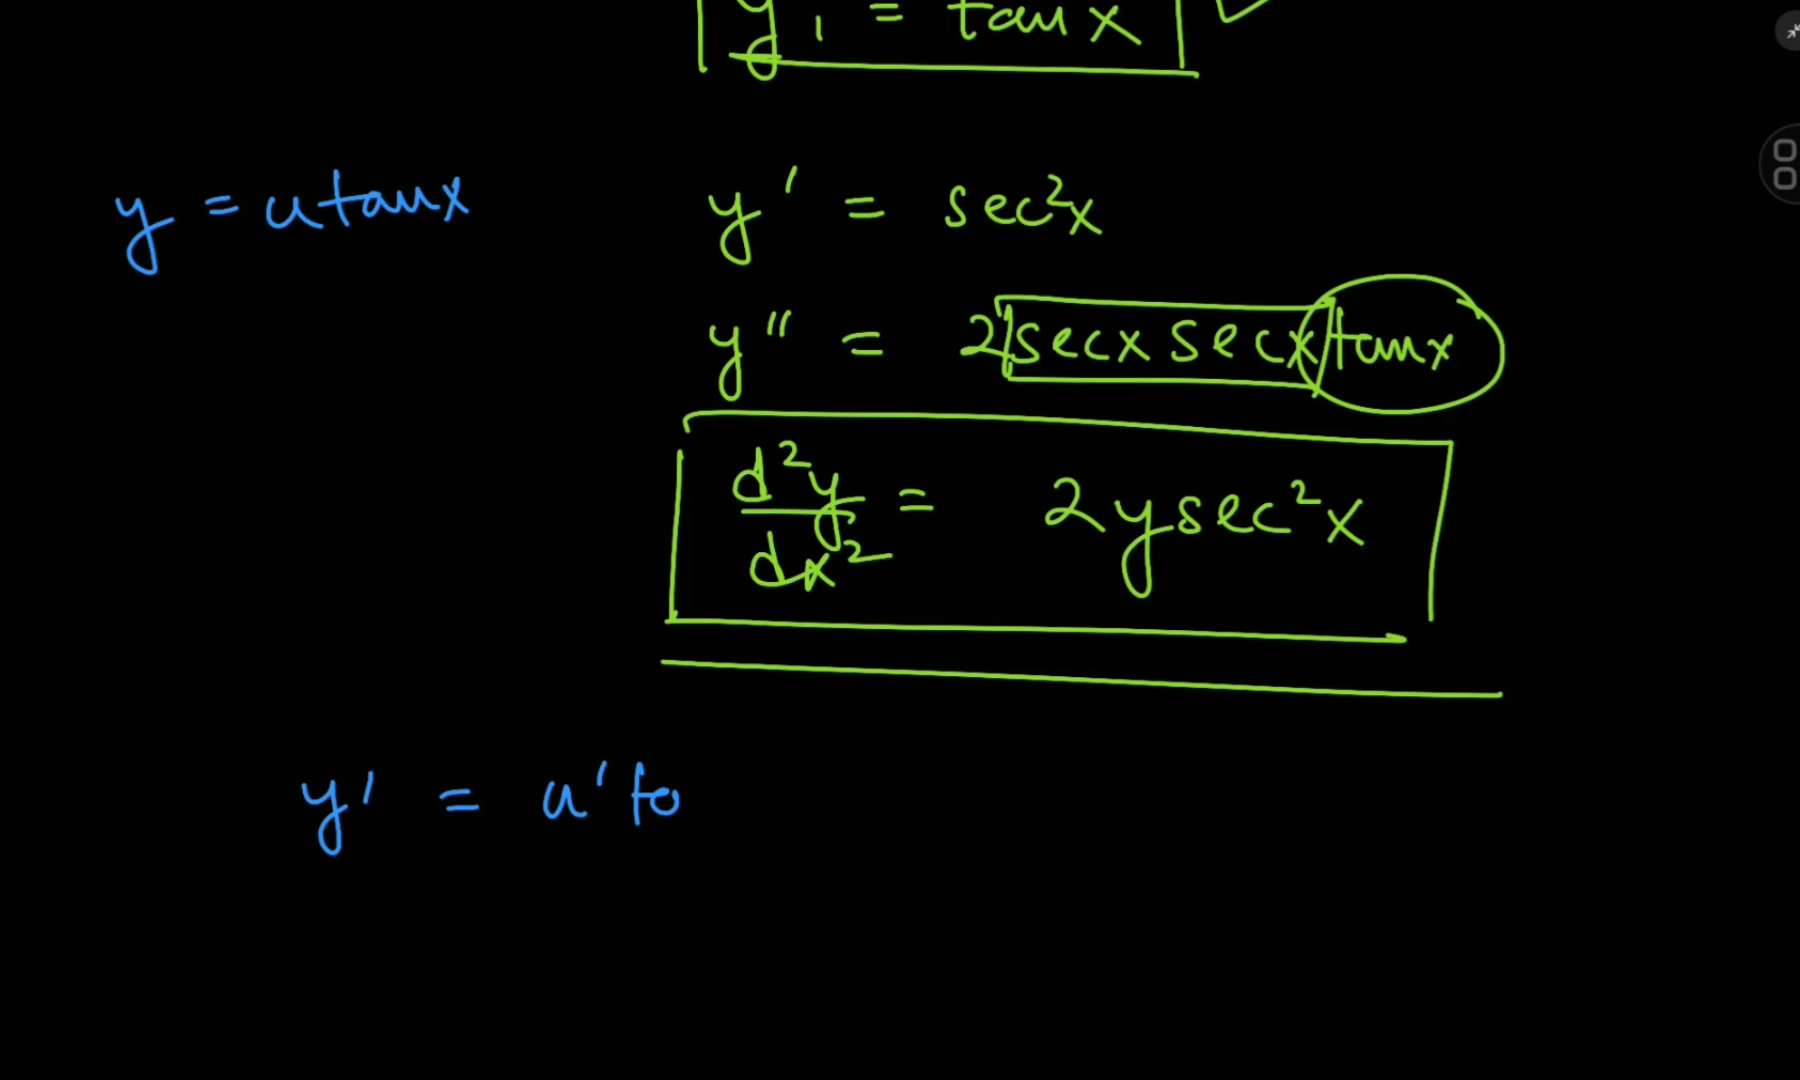 y₁ = tan x
y = u tan x
y' = sec²x
y'' = 2 sec x sec x tan x
d²y/dx² = 2y sec²x
y' = u' ta